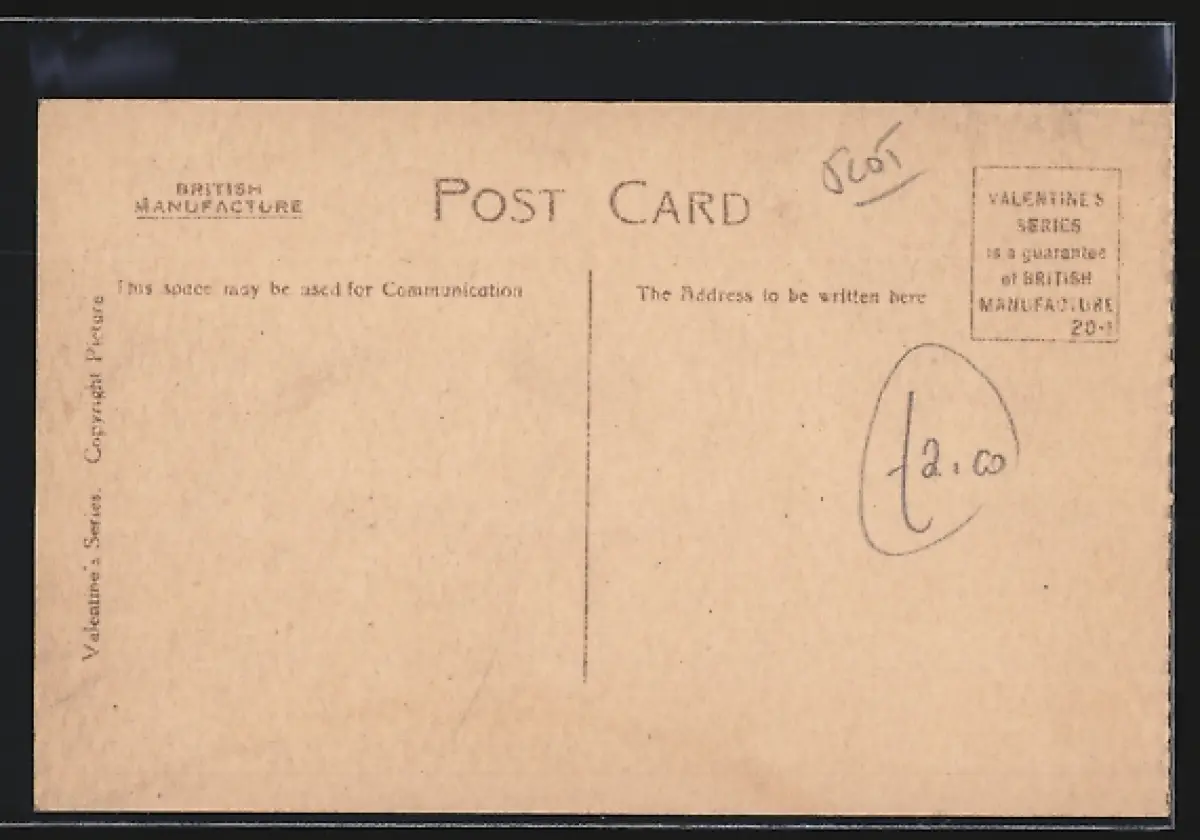 BRITISH
MANUFACTURE
POST CARD
SCOT
VALENTINE'S
SERIES
is a guarantee
of BRITISH
MANUFACTURE
20-1
This space may be used for Communication
The Address to be written here
Valentine's Series. Copyright Picture
£2.00